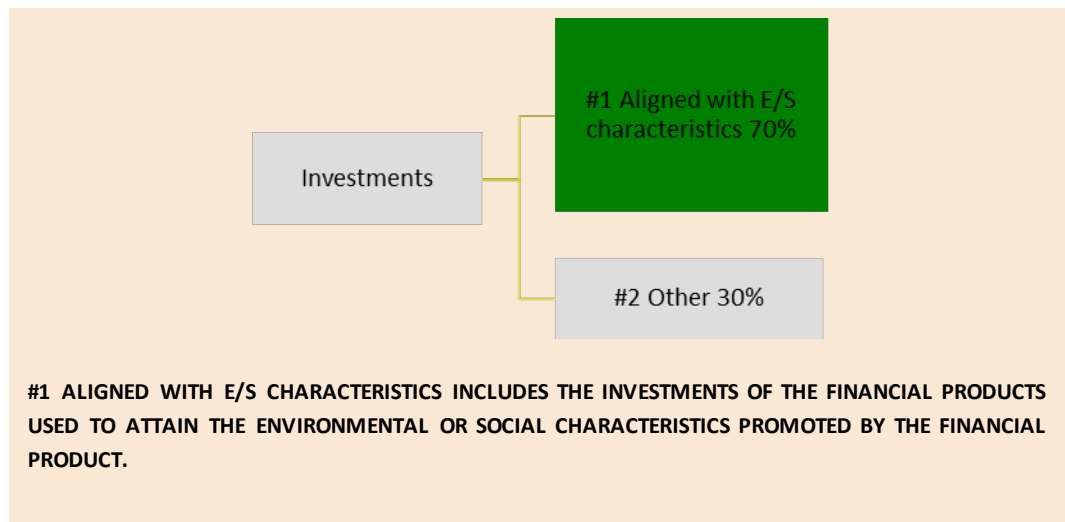 #1 Aligned with E/S
characteristics 70%
Investments
#2 Other 30%
#1 ALIGNED WITH E/S CHARACTERISTICS INCLUDES THE INVESTMENTS OF THE FINANCIAL PRODUCTS
USED TO ATTAIN THE ENVIRONMENTAL OR SOCIAL CHARACTERISTICS PROMOTED BY THE FINANCIAL
PRODUCT.